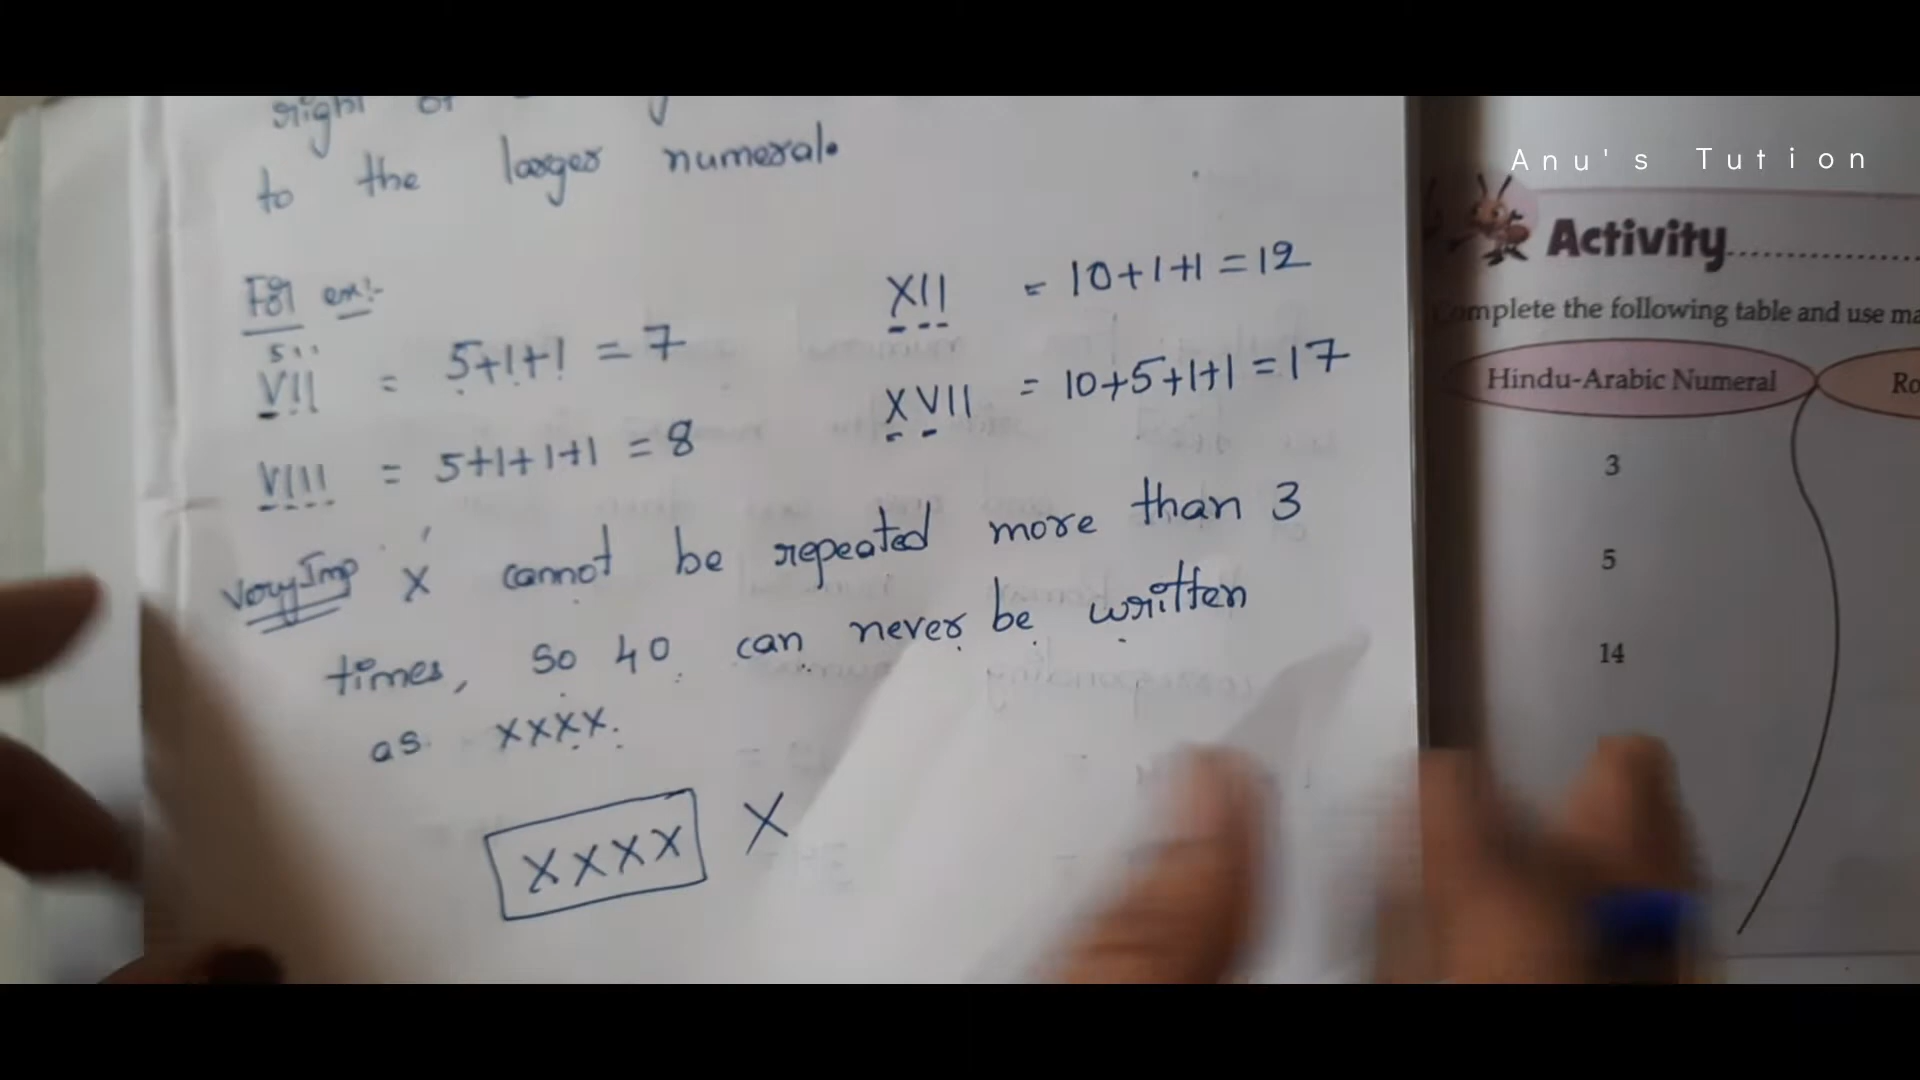 right of
to the larger numeral.
For ex:-
511
VII = 5+1+1 = 7
VIII = 5+1+1+1 = 8
XII = 10+1+1 = 12
XVII = 10+5+1+1 = 17
Very Imp X cannot be repeated more than 3
times, So 40 can never be written
as XXXX.
XXXX X
Anu's Tution
Activity
Complete the following table and use ma
Hindu-Arabic Numeral
Ro
3
5
14